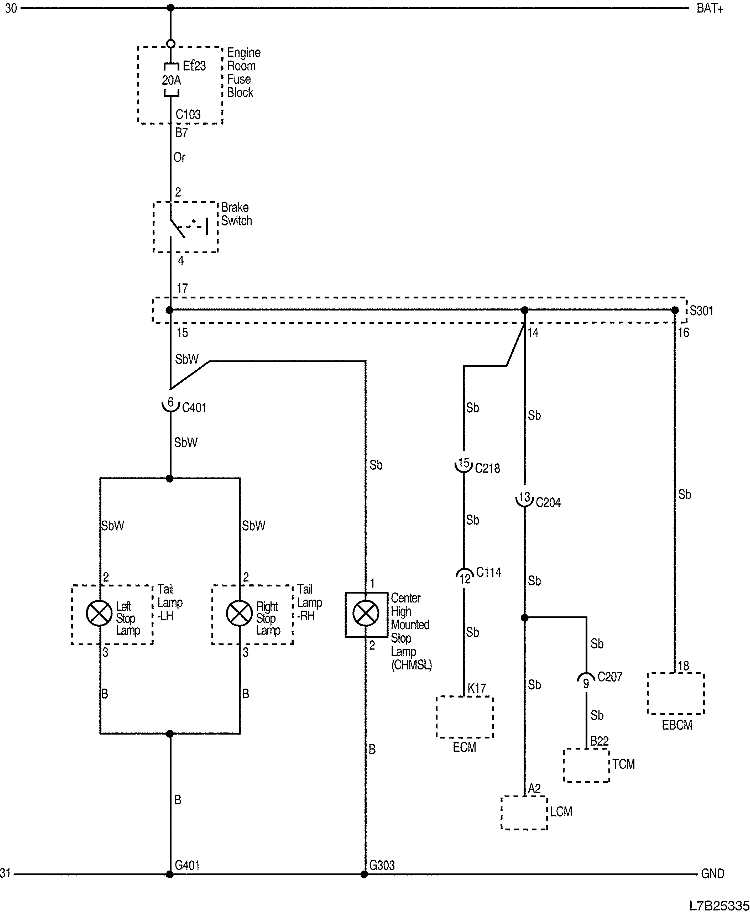 30
BAT+
Ef23
20A
Engine
Room
Fuse
Block
C103
B7
Or
2
Brake
Switch
4
17
S301
15
14
16
SbW
6
C401
SbW
Sb
Sb
Sb
15
C218
13
C204
Sb
SbW
SbW
Sb
12
C114
Sb
2
2
1
Left
Stop
Lamp
Tail
Lamp
-LH
Right
Stop
Lamp
Tail
Lamp
-RH
Center
High
Mounted
Stop
Lamp
(CHMSL)
3
3
2
Sb
Sb
9
C207
18
B
B
K17
Sb
Sb
EBCM
B
ECM
B22
TCM
A2
LCM
B
31
G401
G303
GND
L7B25335